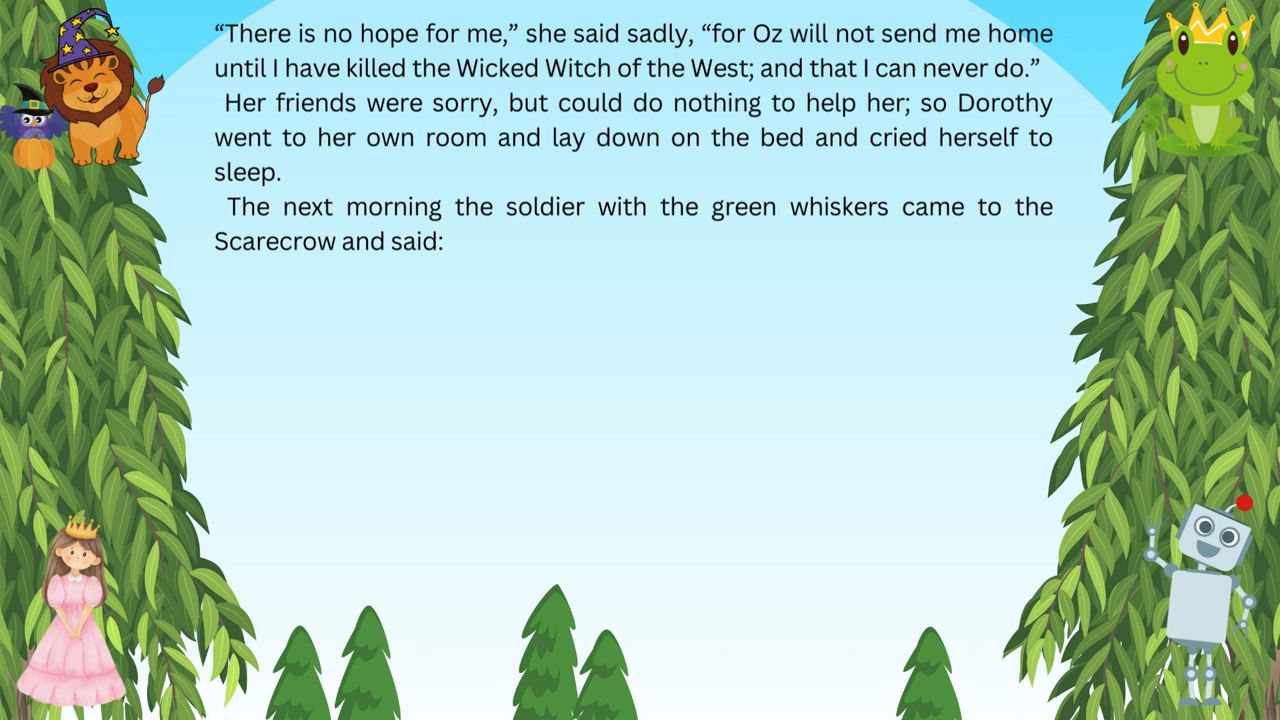 “There is no hope for me,” she said sadly, “for Oz will not send me home
until I have killed the Wicked Witch of the West; and that I can never do.”
Her friends were sorry, but could do nothing to help her; so Dorothy
went to her own room and lay down on the bed and cried herself to
sleep.
The next morning the soldier with the green whiskers came to the
Scarecrow and said: